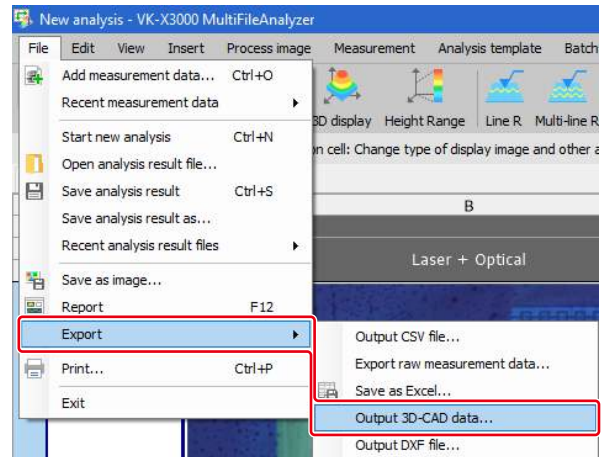 New analysis - VK-X3000 MultiFileAnalyzer
File Edit View Insert Process image Measurement Analysis template Batch
Add measurement data... Ctrl+O
Recent measurement data
3D display Height Range Line R Multi-line R
Start new analysis Ctrl+N
n cell: Change type of display image and other a
Open analysis result file...
Save analysis result Ctrl+S
Save analysis result as...
B
Recent analysis result files
Laser + Optical
Save as image...
Report F12
Export
Output CSV file...
Print... Ctrl+P
Export raw measurement data...
Save as Excel...
Exit
Output 3D-CAD data...
Output DXF file...